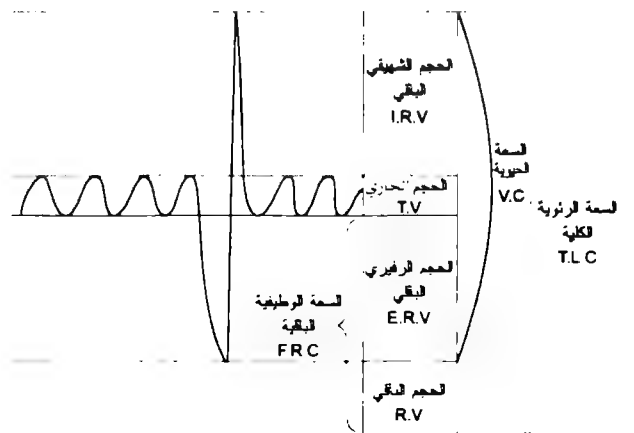 الحجم الشهيقي
الباقي
I.R.V
السعة
الحيوية
V.C
الحجم الجاري
T.V
السعة الرئوية
الكلية
T.L.C
الحجم الزفيري
الباقي
E.R.V
السعة الوظيفية
الباقية
F R C
الحجم الباقي
R.V